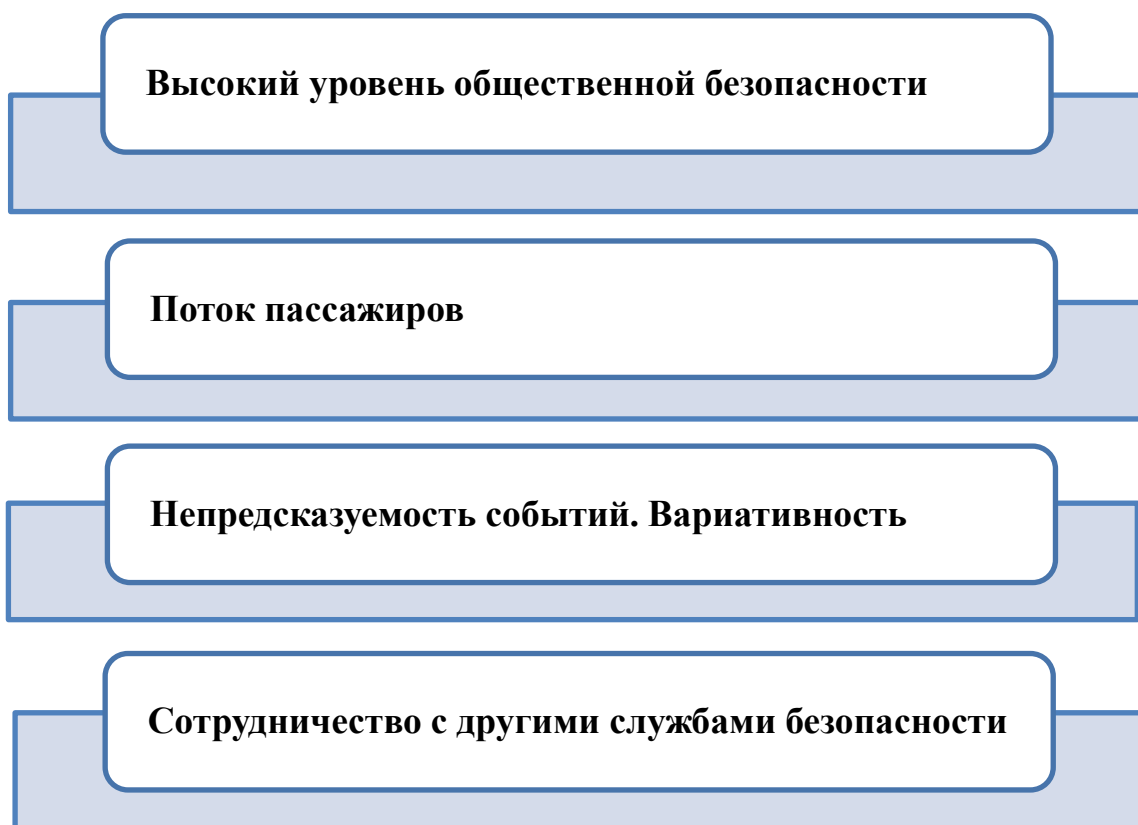 Высокий уровень общественной безопасности
Поток пассажиров
Непредсказуемость событий. Вариативность
Сотрудничество с другими службами безопасности